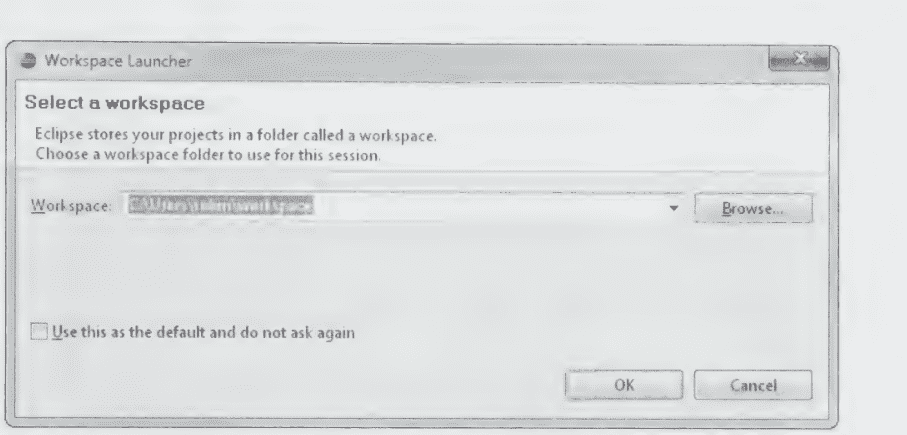 Workspace Launcher
Select a workspace
Eclipse stores your projects in a folder called a workspace.
Choose a workspace folder to use for this session.
Workspace:
Browse...
Use this as the default and do not ask again
OK
Cancel